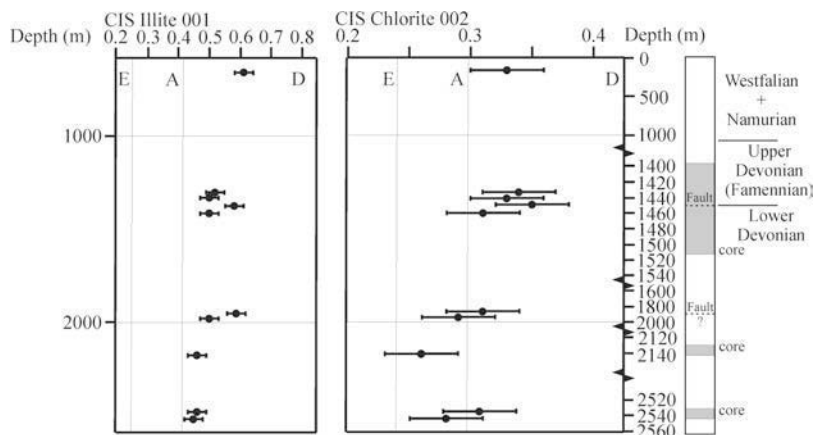 CIS Illite 001
CIS Chlorite 002
Depth (m)
0.2 0.3 0.4 0.5 0.6 0.7 0.8
0.2 0.3 0.4
Depth (m)
E A D
E A D
1000
2000
0
500
1000
1400
1420
1440
1460
1480
1500
1520
1540
1600
1800
2000
2120
2140
2520
2540
2560
Westfalian
+
Namurian
Upper
Devonian
(Famennian)
Fault
Lower
Devonian
core
Fault
?
core
core